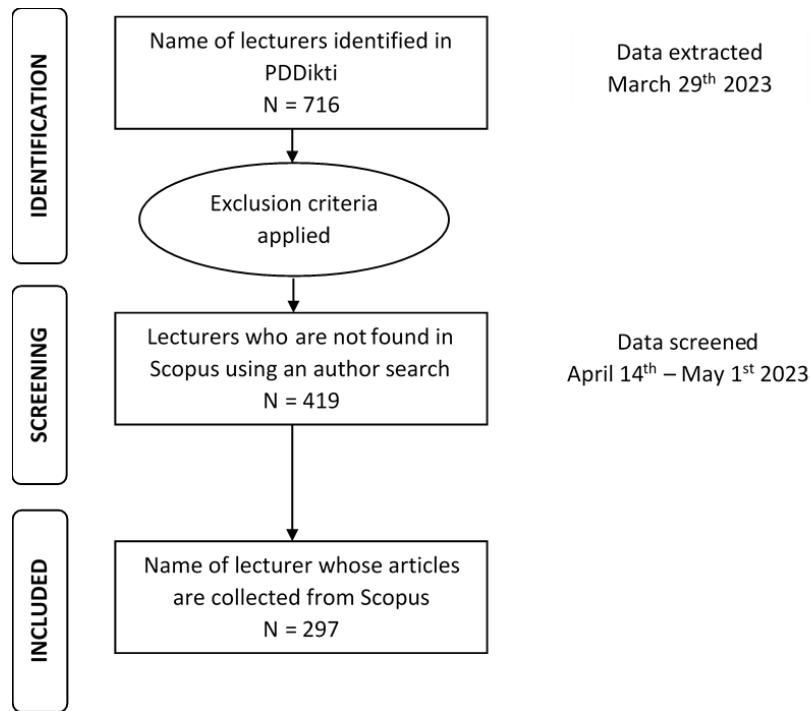 IDENTIFICATION
Name of lecturers identified in
PDDikti
N = 716
Data extracted
March 29th 2023
Exclusion criteria
applied
SCREENING
Lecturers who are not found in
Scopus using an author search
N = 419
Data screened
April 14th – May 1st 2023
INCLUDED
Name of lecturer whose articles
are collected from Scopus
N = 297